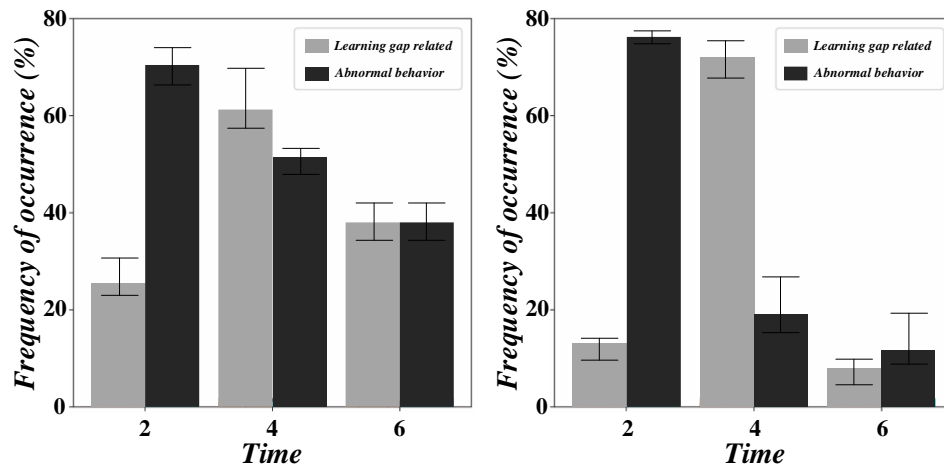 Frequency of occurrence (%)
80
60
40
20
0
Learning gap related
Abnormal behavior
2
4
6
Time
Frequency of occurrence (%)
80
60
40
20
0
Learning gap related
Abnormal behavior
2
4
6
Time